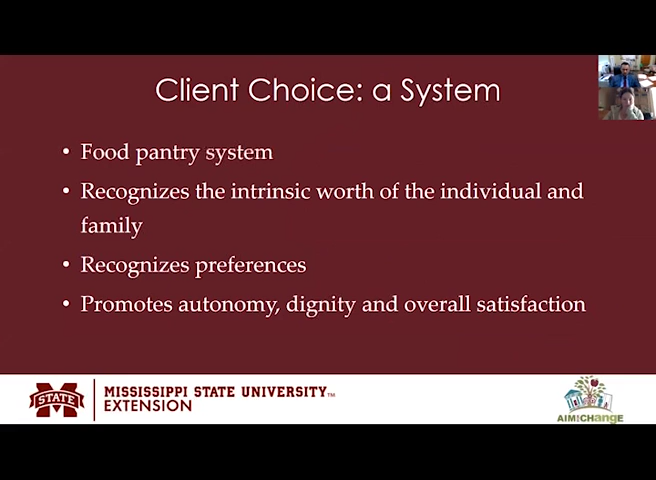 Client Choice: a System
• Food pantry system
• Recognizes the intrinsic worth of the individual and
family
• Recognizes preferences
• Promotes autonomy, dignity and overall satisfaction
STATE
MISSISSIPPI STATE UNIVERSITY™
EXTENSION
AIM!CHangE